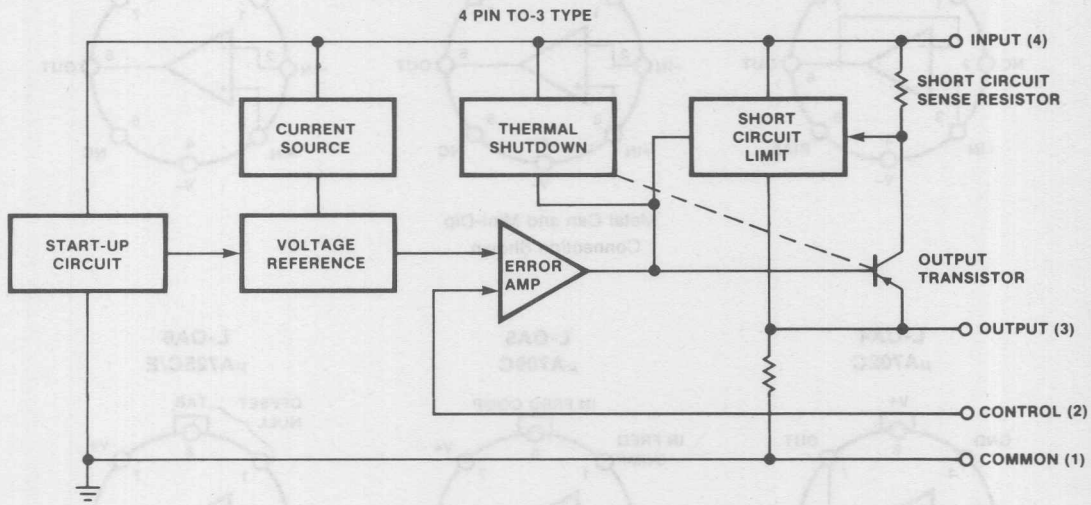 4 PIN TO-3 TYPE
INPUT (4)
SHORT CIRCUIT
SENSE RESISTOR
CURRENT
SOURCE
THERMAL
SHUTDOWN
SHORT
CIRCUIT
LIMIT
START-UP
CIRCUIT
VOLTAGE
REFERENCE
ERROR
AMP
OUTPUT
TRANSISTOR
OUTPUT (3)
CONTROL (2)
COMMON (1)